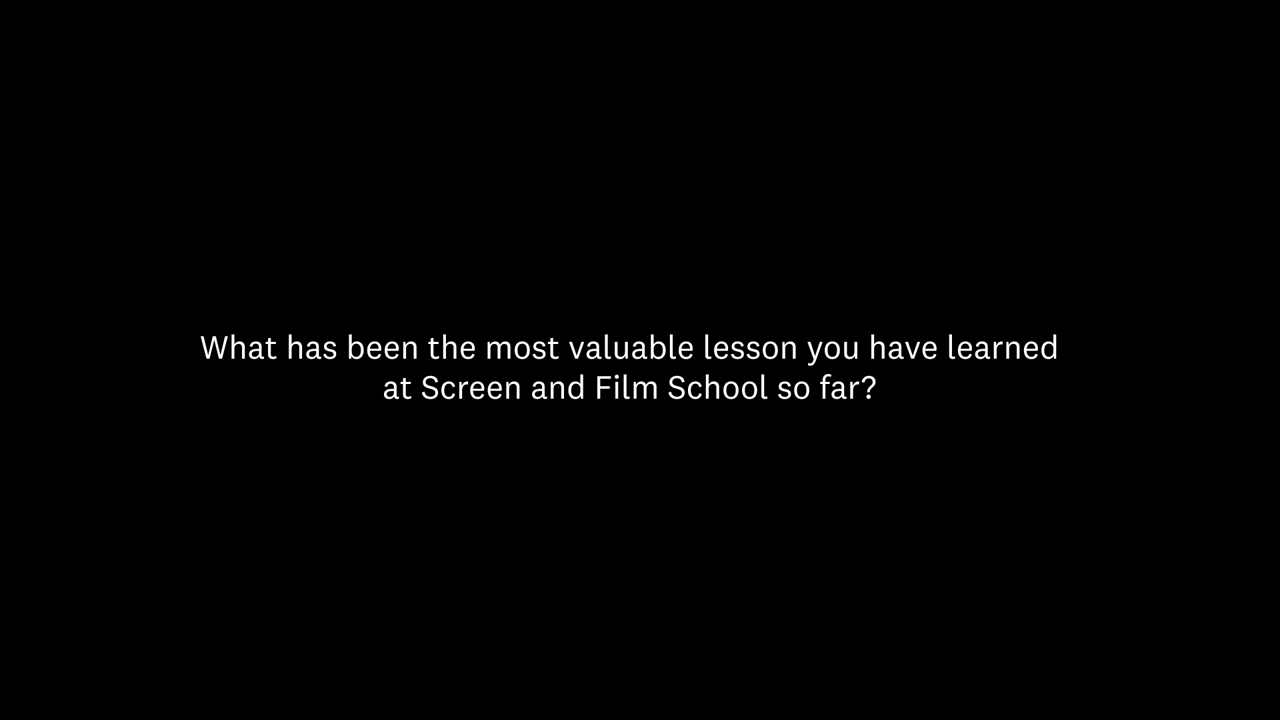 What has been the most valuable lesson you have learned
at Screen and Film School so far?